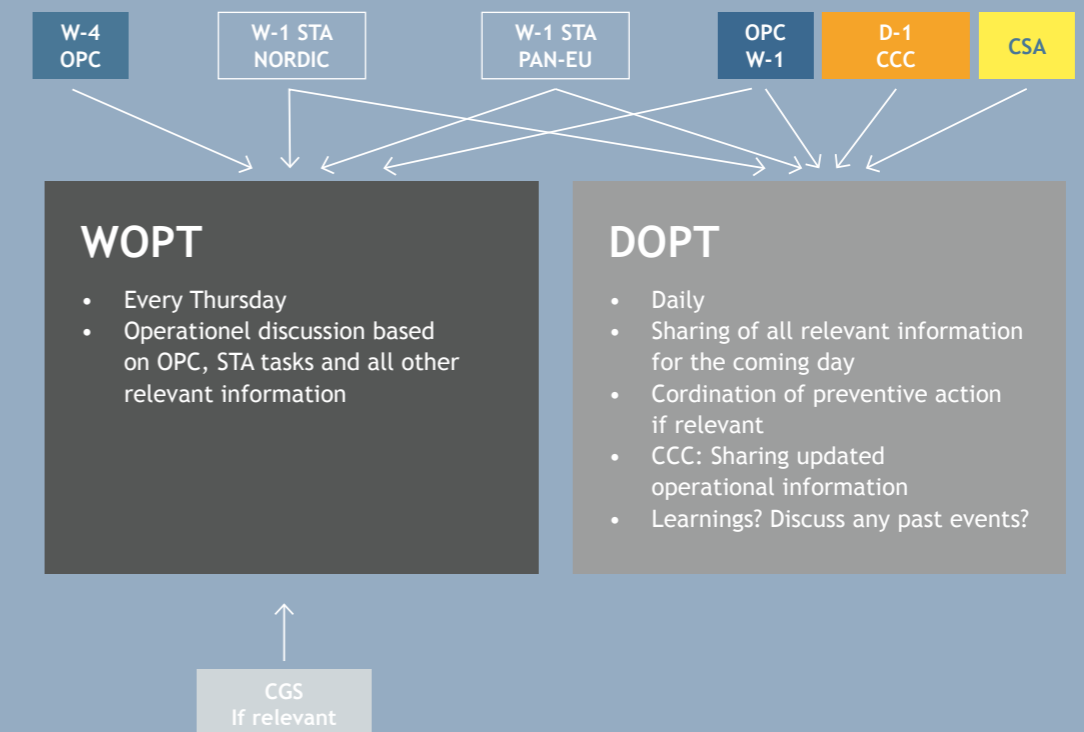 W-4
OPC
W-1 STA
NORDIC
W-1 STA
PAN-EU
OPC
W-1
D-1
CCC
CSA
WOPT
• Every Thursday
• Operationel discussion based
on OPC, STA tasks and all other
relevant information
DOPT
• Daily
• Sharing of all relevant information
for the coming day
• Cordination of preventive action
if relevant
• CCC: Sharing updated
operational information
• Learnings? Discuss any past events?
CGS
If relevant